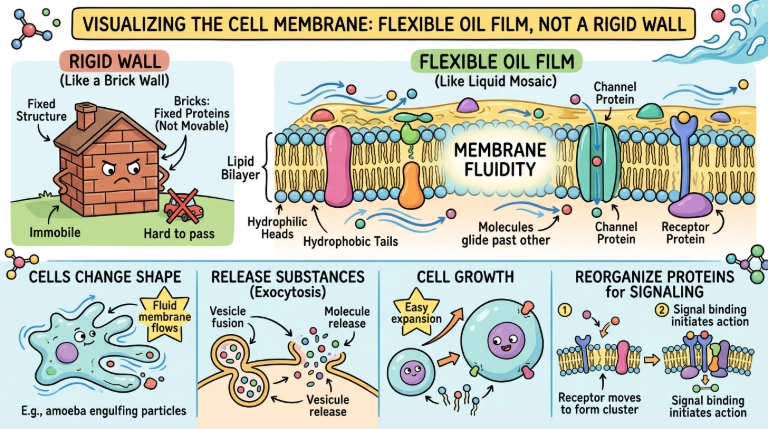 VISUALIZING THE CELL MEMBRANE: FLEXIBLE OIL FILM, NOT A RIGID WALL
RIGID WALL
(Like a Brick Wall)
Fixed
Structure
Bricks:
Fixed Proteins
(Not Movable)
Immobile
Hard to pass
FLEXIBLE OIL FILM
(Like Liquid Mosaic)
Channel
Protein
Lipid
Bilayer
MEMBRANE
FLUIDITY
Hydrophilic
Heads
Hydrophobic Tails
Molecules
glide past other
Channel
Protein
Receptor
Protein
CELLS CHANGE SHAPE
Fluid
membrane
flows
E.g., amoeba engulfing particles
RELEASE SUBSTANCES
(Exocytosis)
Vesicle
fusion
Molecule
release
Vesicule
release
CELL GROWTH
Easy
expansion
REORGANIZE PROTEINS
for SIGNALING
1
Receptor moves
to form cluster
2 Signal binding
initiates action
Signal binding
initiates action